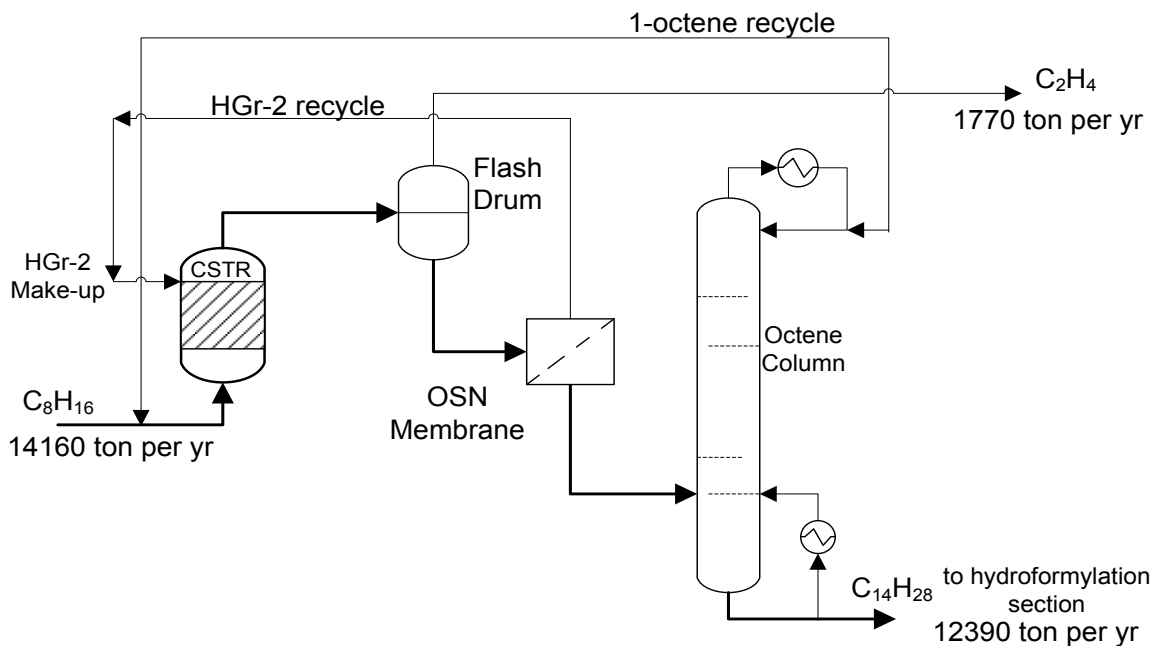 1-octene recycle
C₂H₄
1770 ton per yr
HGr-2 recycle
Flash
Drum
HGr-2
Make-up
CSTR
Octene
Column
C₈H₁₆
14160 ton per yr
OSN
Membrane
C₁₄H₂₈
to hydroformylation
section
12390 ton per yr